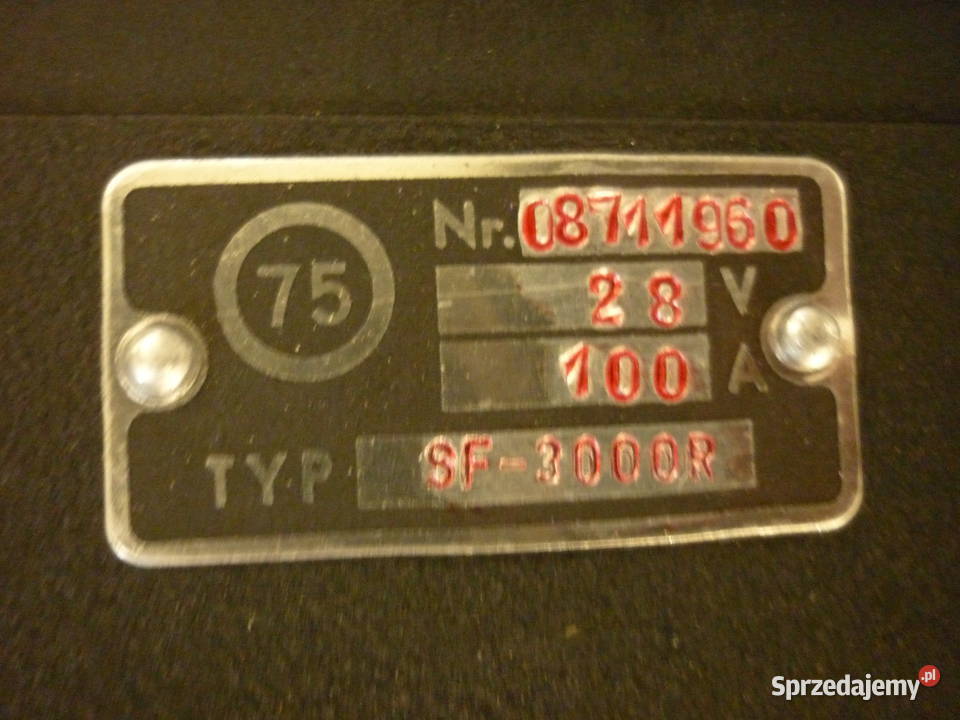 75
Nr. 08711960
28 V
100 A
TYP SF-3000R
Sprzedajemy.pl